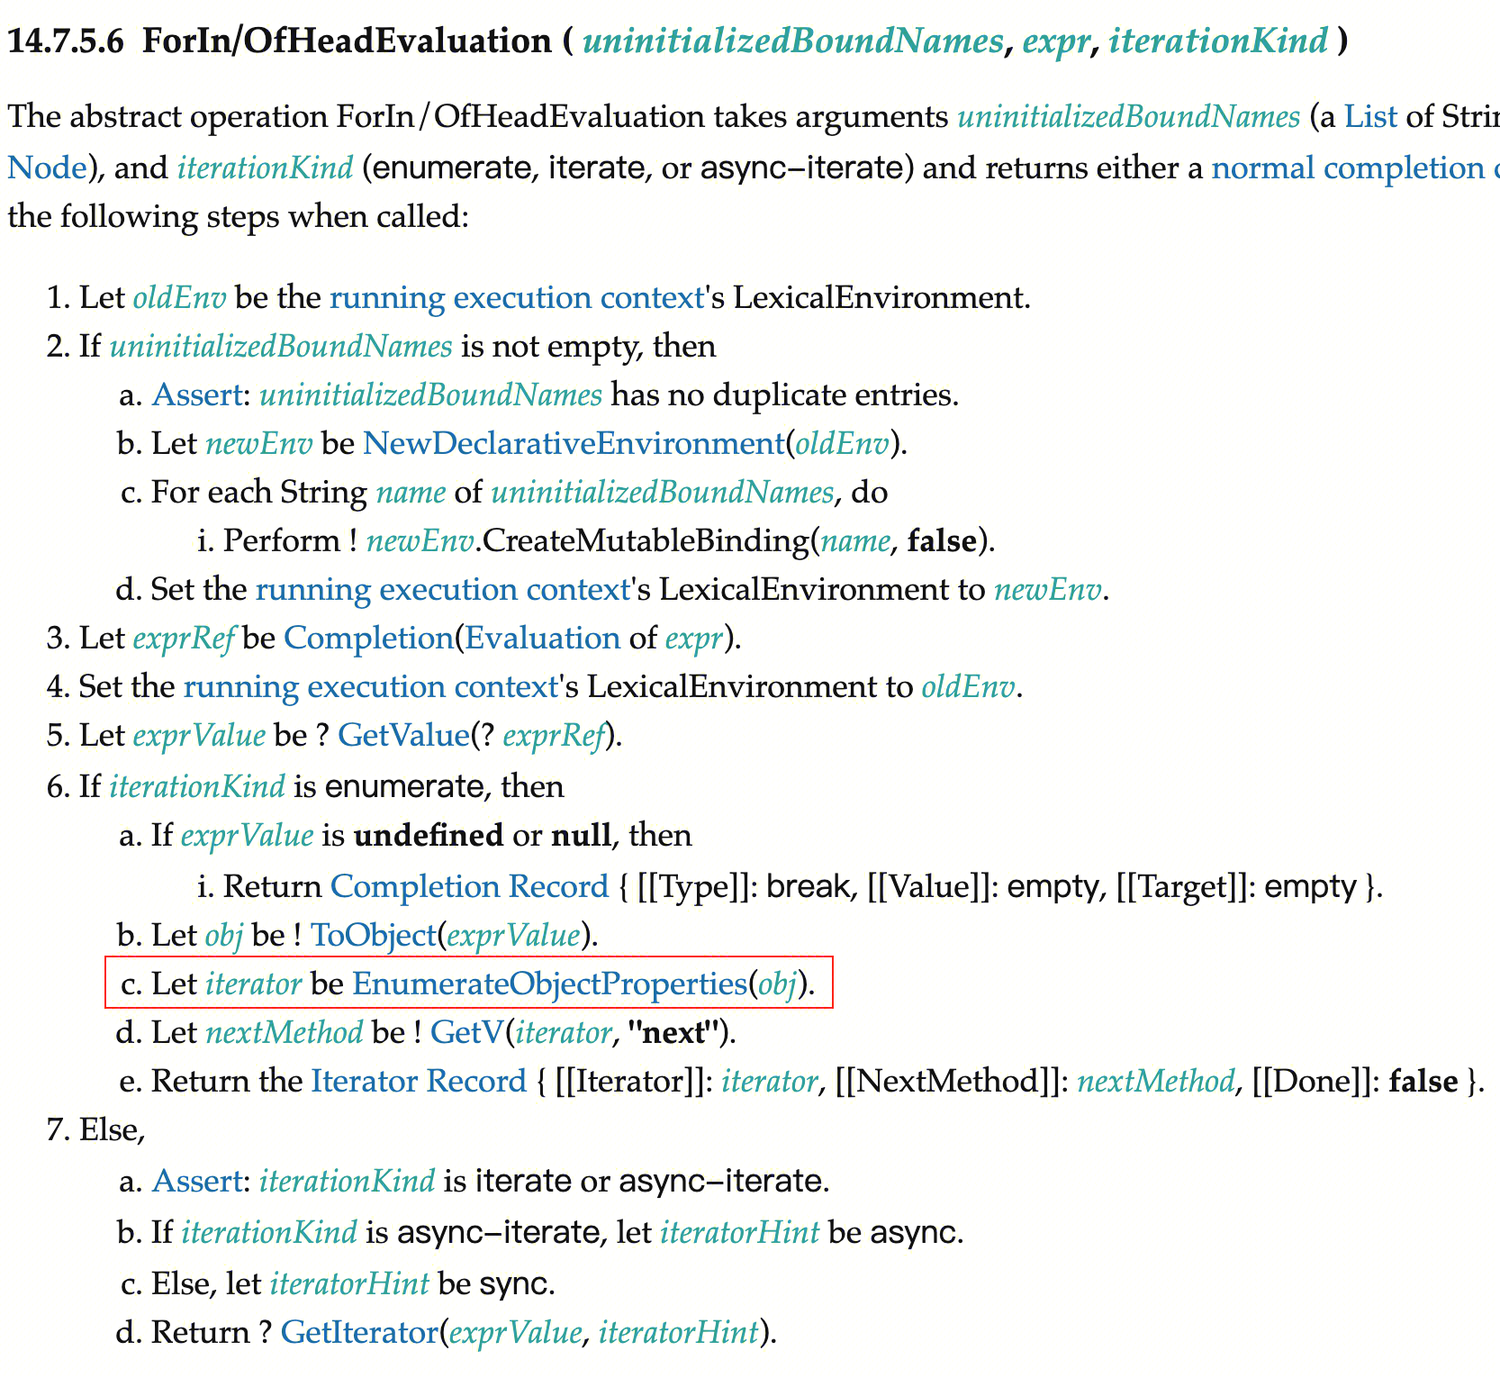 14.7.5.6 ForIn/OfHeadEvaluation ( uninitializedBoundNames, expr, iterationKind )
The abstract operation ForIn/OfHeadEvaluation takes arguments uninitializedBoundNames (a List of
Node), and iterationKind (enumerate, iterate, or async-iterate) and returns either a normal completion
the following steps when called:
1. Let oldEnv be the running execution context's LexicalEnvironment.
2. If uninitializedBoundNames is not empty, then
a. Assert: uninitializedBoundNames has no duplicate entries.
b. Let newEnv be NewDeclarativeEnvironment(oldEnv).
c. For each String name of uninitializedBoundNames, do
i. Perform ! newEnv.CreateMutableBinding(name, false).
d. Set the running execution context's LexicalEnvironment to newEnv.
3. Let exprRef be Completion(Evaluation of expr).
4. Set the running execution context's LexicalEnvironment to oldEnv.
5. Let exprValue be ? GetValue(? exprRef).
6. If iterationKind is enumerate, then
a. If exprValue is undefined or null, then
i. Return Completion Record { [[Type]]: break, [[Value]]: empty, [[Target]]: empty }.
b. Let obj be ! ToObject(exprValue).
c. Let iterator be EnumerateObjectProperties(obj).
d. Let nextMethod be ! GetV(iterator, "next").
e. Return the Iterator Record { [[Iterator]]: iterator, [[NextMethod]]: nextMethod, [[Done]]: false }.
7. Else,
a. Assert: iterationKind is iterate or async-iterate.
b. If iterationKind is async-iterate, let iteratorHint be async.
c. Else, let iteratorHint be sync.
d. Return ? GetIterator(exprValue, iteratorHint).